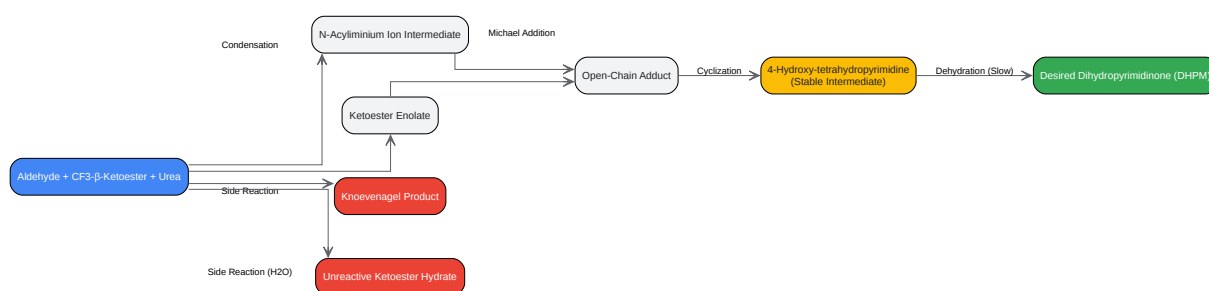 Condensation
N-Acyliminium Ion Intermediate
Michael Addition
Open-Chain Adduct
Cyclization
4-Hydroxy-tetrahydropyrimidine
(Stable Intermediate)
Dehydration (Slow)
Desired Dihydropyrimidinone (DHPM)
Ketoester Enolate
Aldehyde + CF3-β-Ketoester + Urea
Side Reaction
Knoevenagel Product
Side Reaction (H2O)
Unreactive Ketoester Hydrate